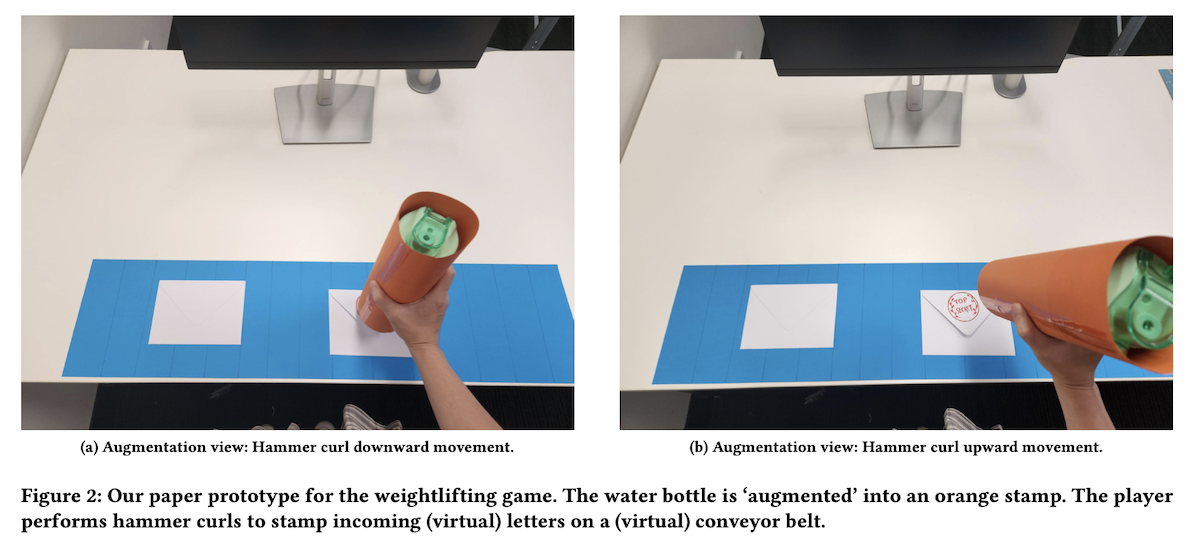 TOP
SECRET
(a) Augmentation view: Hammer curl downward movement.
(b) Augmentation view: Hammer curl upward movement.
Figure 2: Our paper prototype for the weightlifting game. The water bottle is ‘augmented’ into an orange stamp. The player
performs hammer curls to stamp incoming (virtual) letters on a (virtual) conveyor belt.